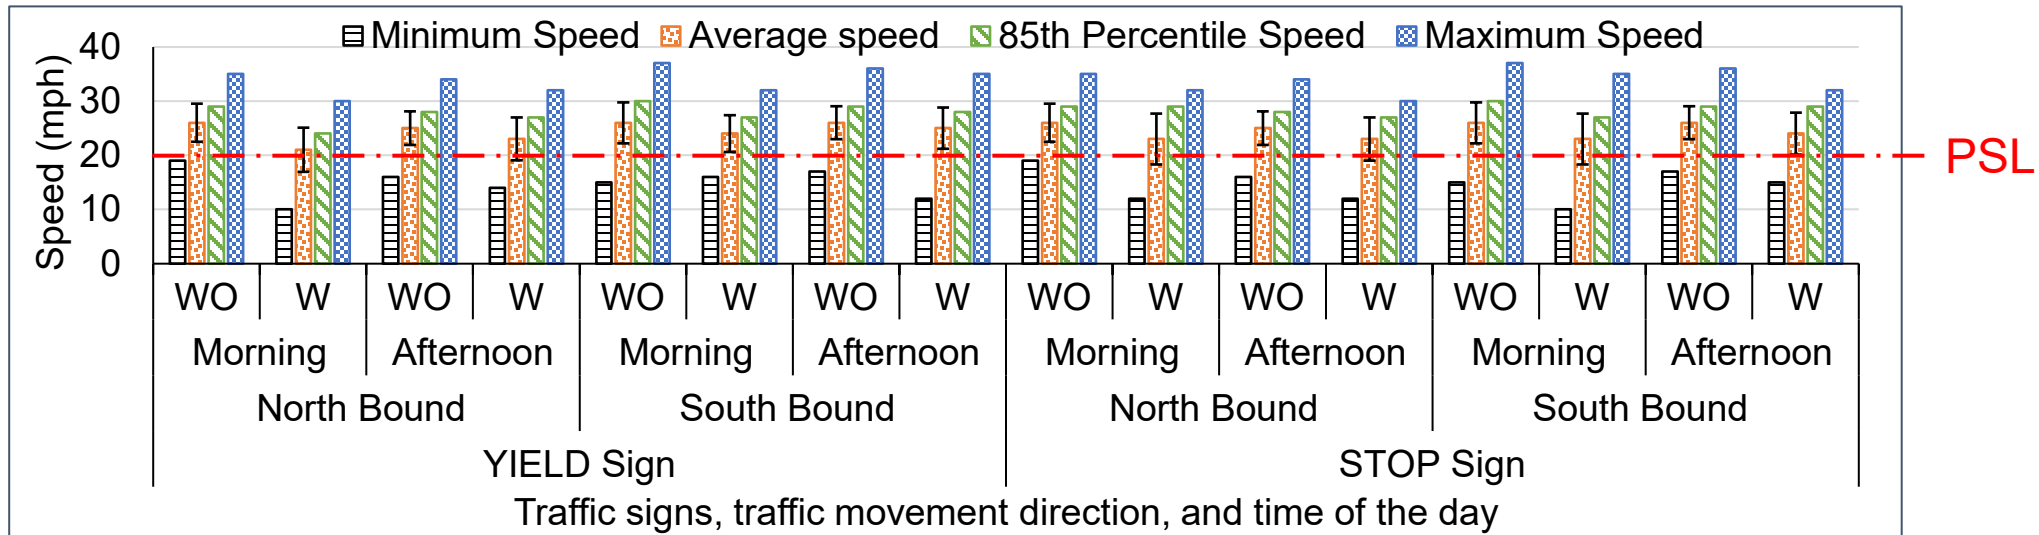 Minimum Speed Average speed 85th Percentile Speed Maximum Speed
Speed (mph)
40
30
20
10
0
PSL
WO W WO W WO W WO W WO W WO W WO W WO W
Morning Afternoon Morning Afternoon Morning Afternoon Morning Afternoon
North Bound South Bound North Bound South Bound
YIELD Sign STOP Sign
Traffic signs, traffic movement direction, and time of the day